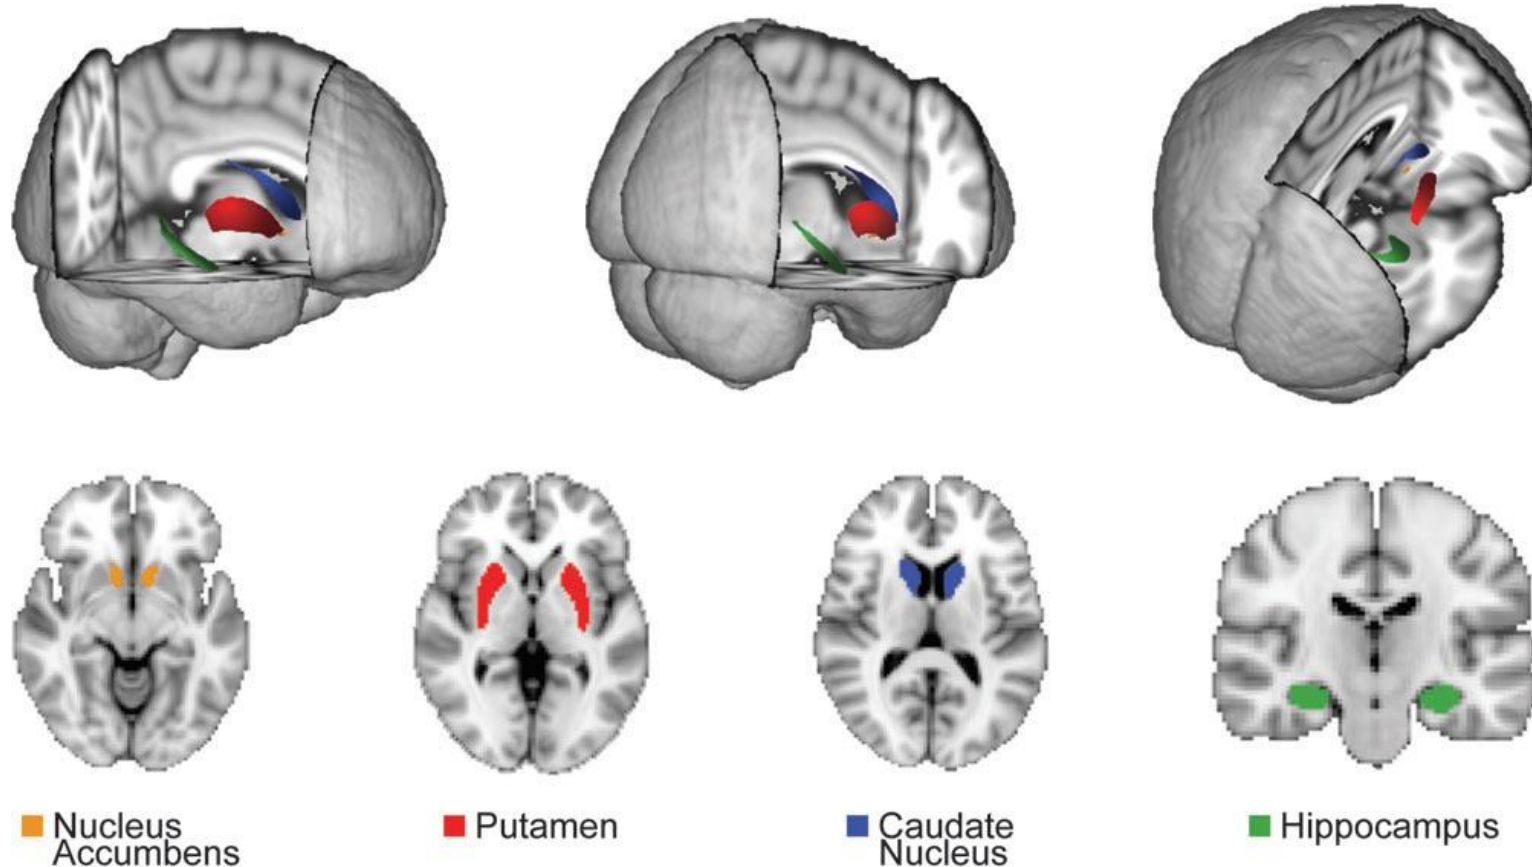 Nucleus
Accumbens
Putamen
Caudate
Nucleus
Hippocampus